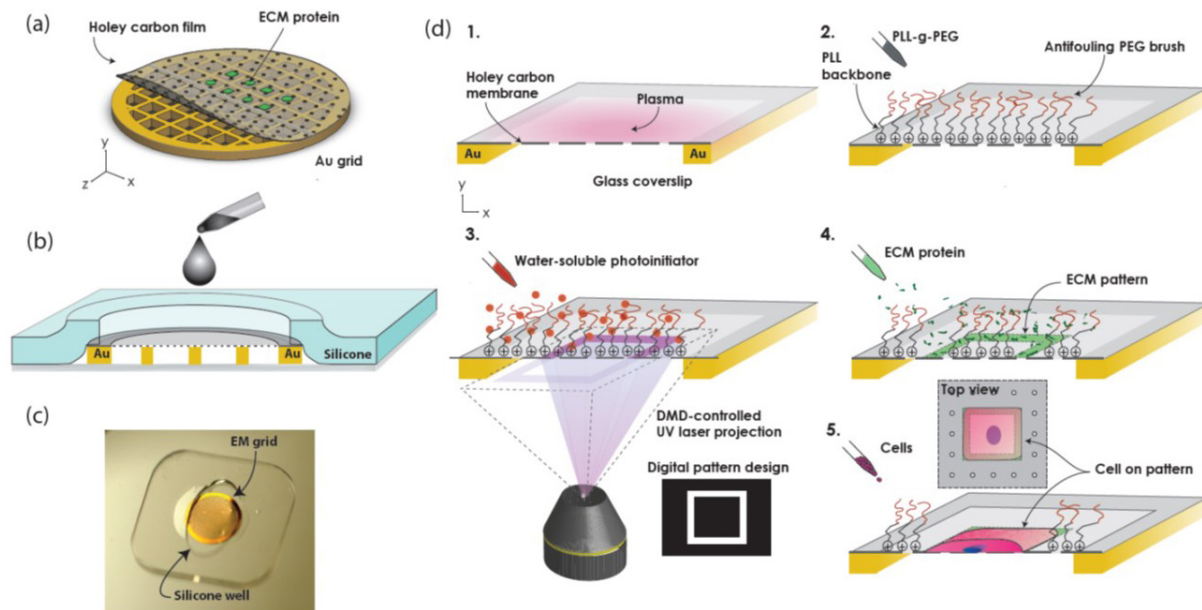 (a)
Holey carbon film
ECM protein
Au grid
y
z
x
(b)
Au
Au
Silicone
(c)
EM grid
Silicone well
(d)
1.
Holey carbon
membrane
Plasma
Au
Au
Glass coverslip
y
x
2.
PLL-g-PEG
PLL
backbone
Antifouling PEG brush
3.
Water-soluble photoinitiator
DMD-controlled
UV laser projection
Digital pattern design
4.
ECM protein
ECM pattern
Top view
5.
Cells
Cell on pattern